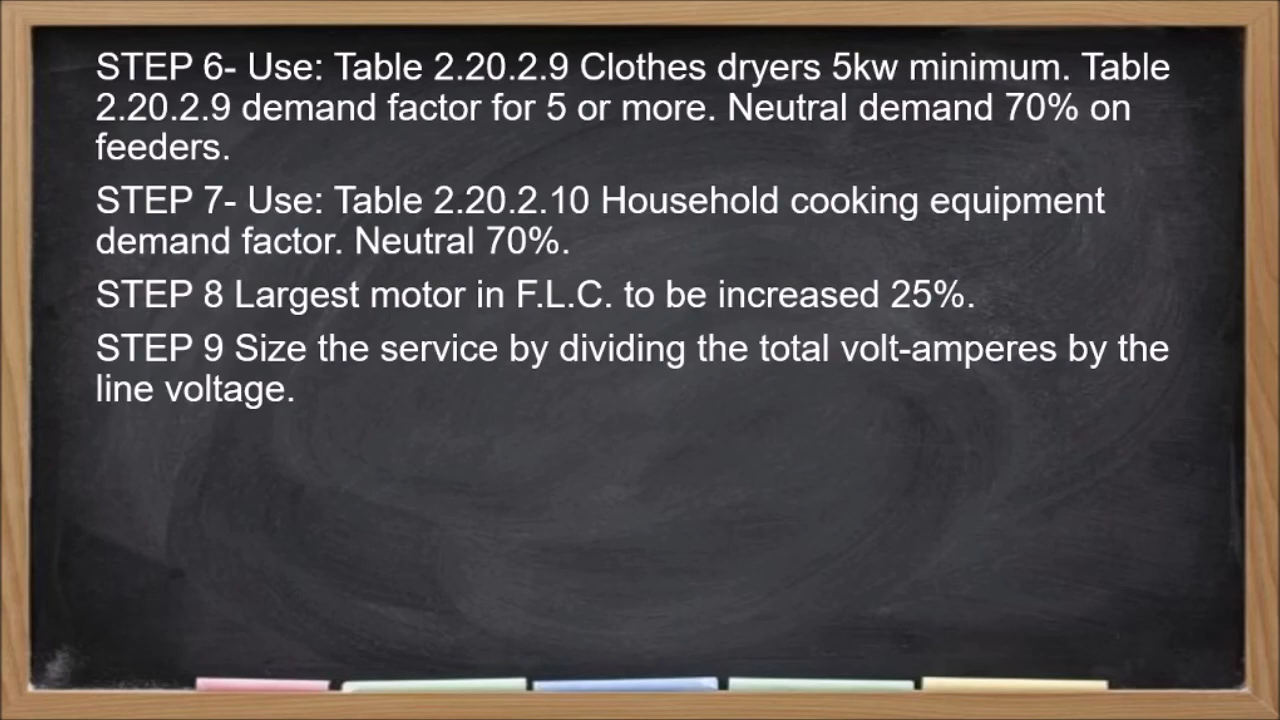 STEP 6- Use: Table 2.20.2.9 Clothes dryers 5kw minimum. Table
2.20.2.9 demand factor for 5 or more. Neutral demand 70% on
feeders.
STEP 7- Use: Table 2.20.2.10 Household cooking equipment
demand factor. Neutral 70%.
STEP 8 Largest motor in F.L.C. to be increased 25%.
STEP 9 Size the service by dividing the total volt-amperes by the
line voltage.